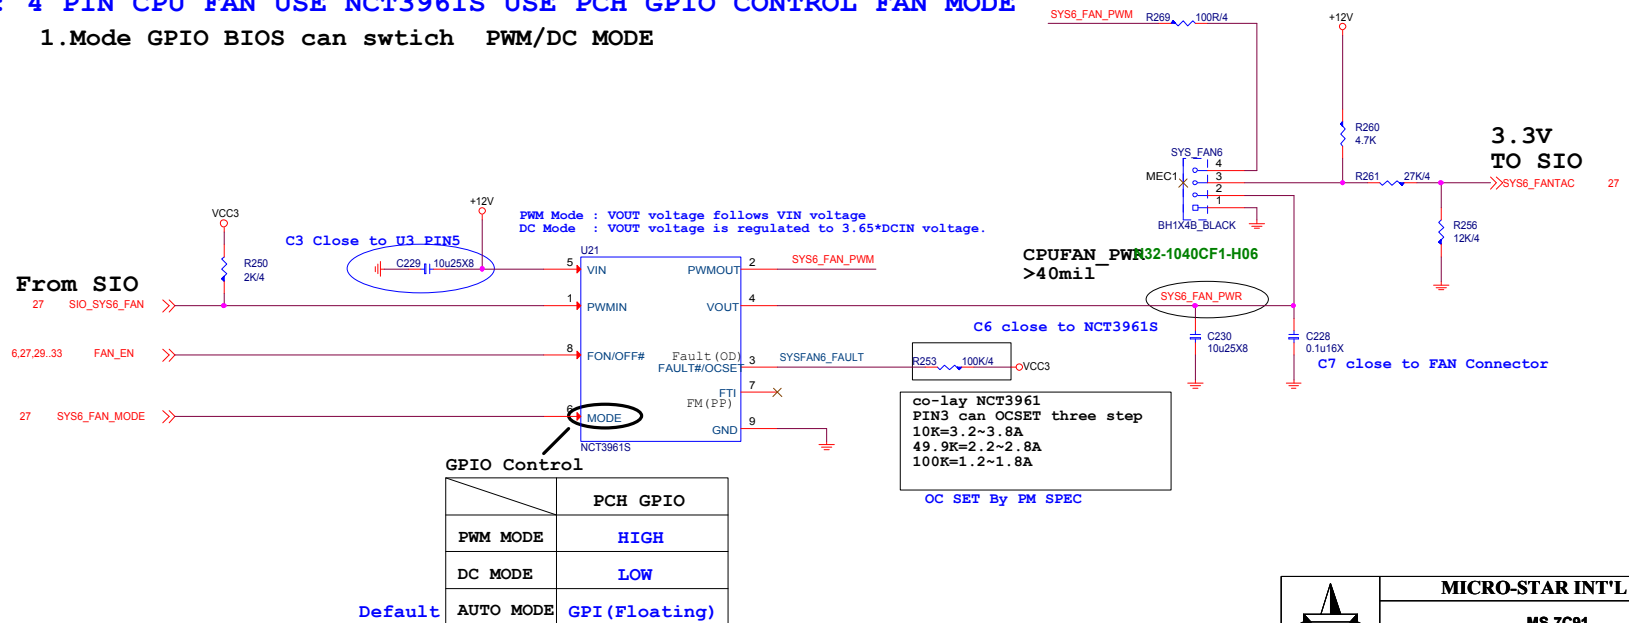 : 4 PIN CPU FAN USE NCT3961S USE PCH GPIO CONTROL FAN MODE
1.Mode GPIO BIOS can swtich PWM/DC MODE
SYS6_FAN_PWM
R269
100R/4
+12V
R260
4.7K
3.3V
TO SIO
SYS_FAN6
MEC1
4
3
2
1
BH1X4B_BLACK
R261
27K/4
SYS6_FANTAC
27
R256
12K/4
VCC3
+12V
PWM Mode : VOUT voltage follows VIN voltage
DC Mode : VOUT voltage is regulated to 3.65*DCIN voltage.
C3 Close to U3 PIN5
C229
10u25X8
R250
2K/4
U21
5
VIN
PWMOUT
2
SYS6_FAN_PWM
CPUFAN_PWR
N32-1040CF1-H06
>40mil
From SIO
27
SIO_SYS6_FAN
1
PWMIN
VOUT
4
SYS6_FAN_PWR
C6 close to NCT3961S
C230
10u25X8
C228
0.1u16X
C7 close to FAN Connector
6,27,29..33
FAN_EN
8
FON/OFF#
Fault(OD)
FAULT#/OCSET
3
SYSFAN6_FAULT
R253
100K/4
VCC3
FTI
7
FM(PP)
27
SYS6_FAN_MODE
6
MODE
GND
9
NCT3961S
co-lay NCT3961
PIN3 can OCSET three step
10K=3.2~3.8A
49.9K=2.2~2.8A
100K=1.2~1.8A
OC SET By PM SPEC
GPIO Control
PCH GPIO
PWM MODE
HIGH
DC MODE
LOW
Default
AUTO MODE
GPI(Floating)
MICRO-STAR INT'L
MS-7C91